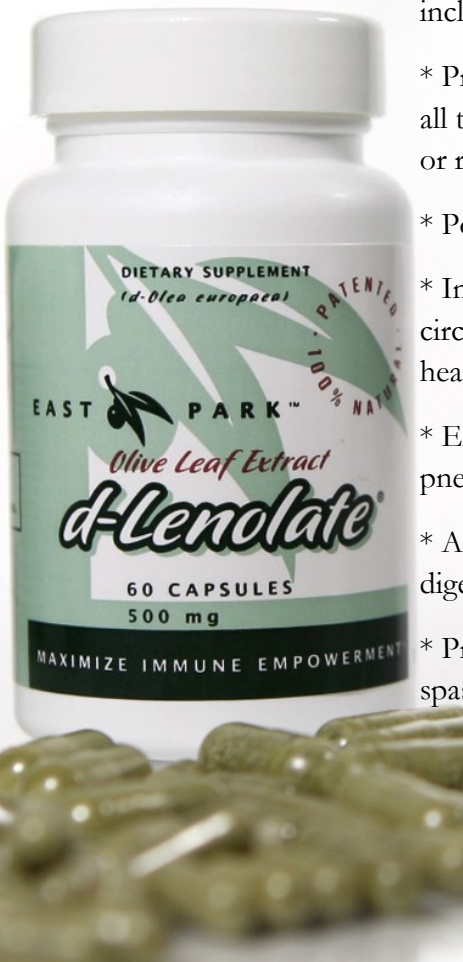 DIETARY SUPPLEMENT
(d-Olea europaea)
· PATENTED ·
100% NATURAL
EAST PARK™
Olive Leaf Extract
d-Lenolate®
60 CAPSULES
500 mg
MAXIMIZE IMMUNE EMPOWERMENT
incl
* Pr
all t
or r
* Po
* In
circ
hea
* E
pne
* A
dige
* Pr
spas